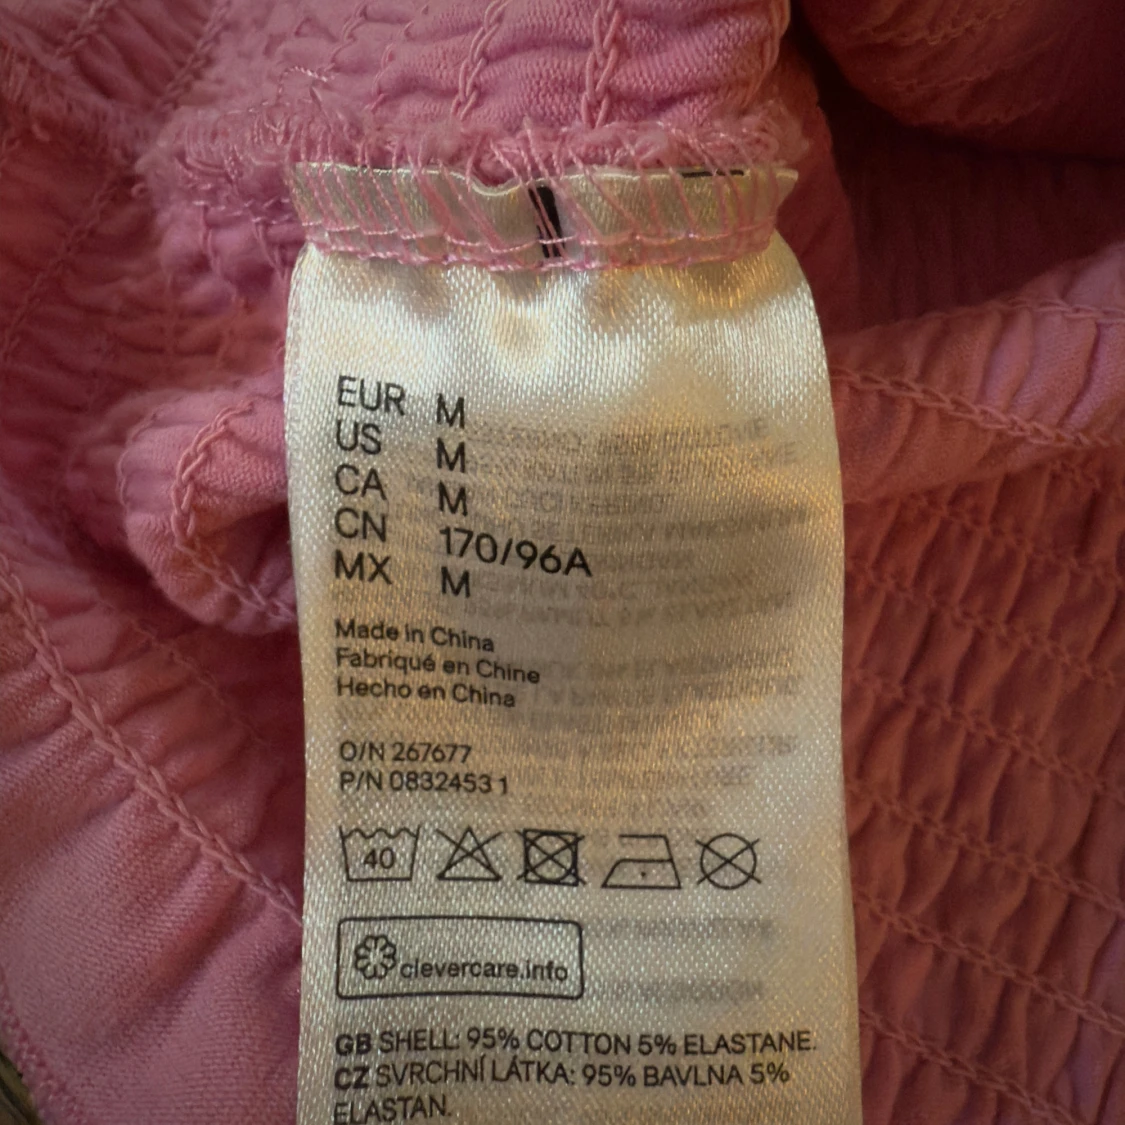 EUR M
US M
CA M
CN 170/96A
MX M
Made in China
Fabriqué en Chine
Hecho en China
O/N 267677
P/N 08324531
40
clevercare.info
GB SHELL: 95% COTTON 5% ELASTANE.
CZ SVRCHNÍ LÁTKA: 95% BAVLNA 5%
ELASTAN.